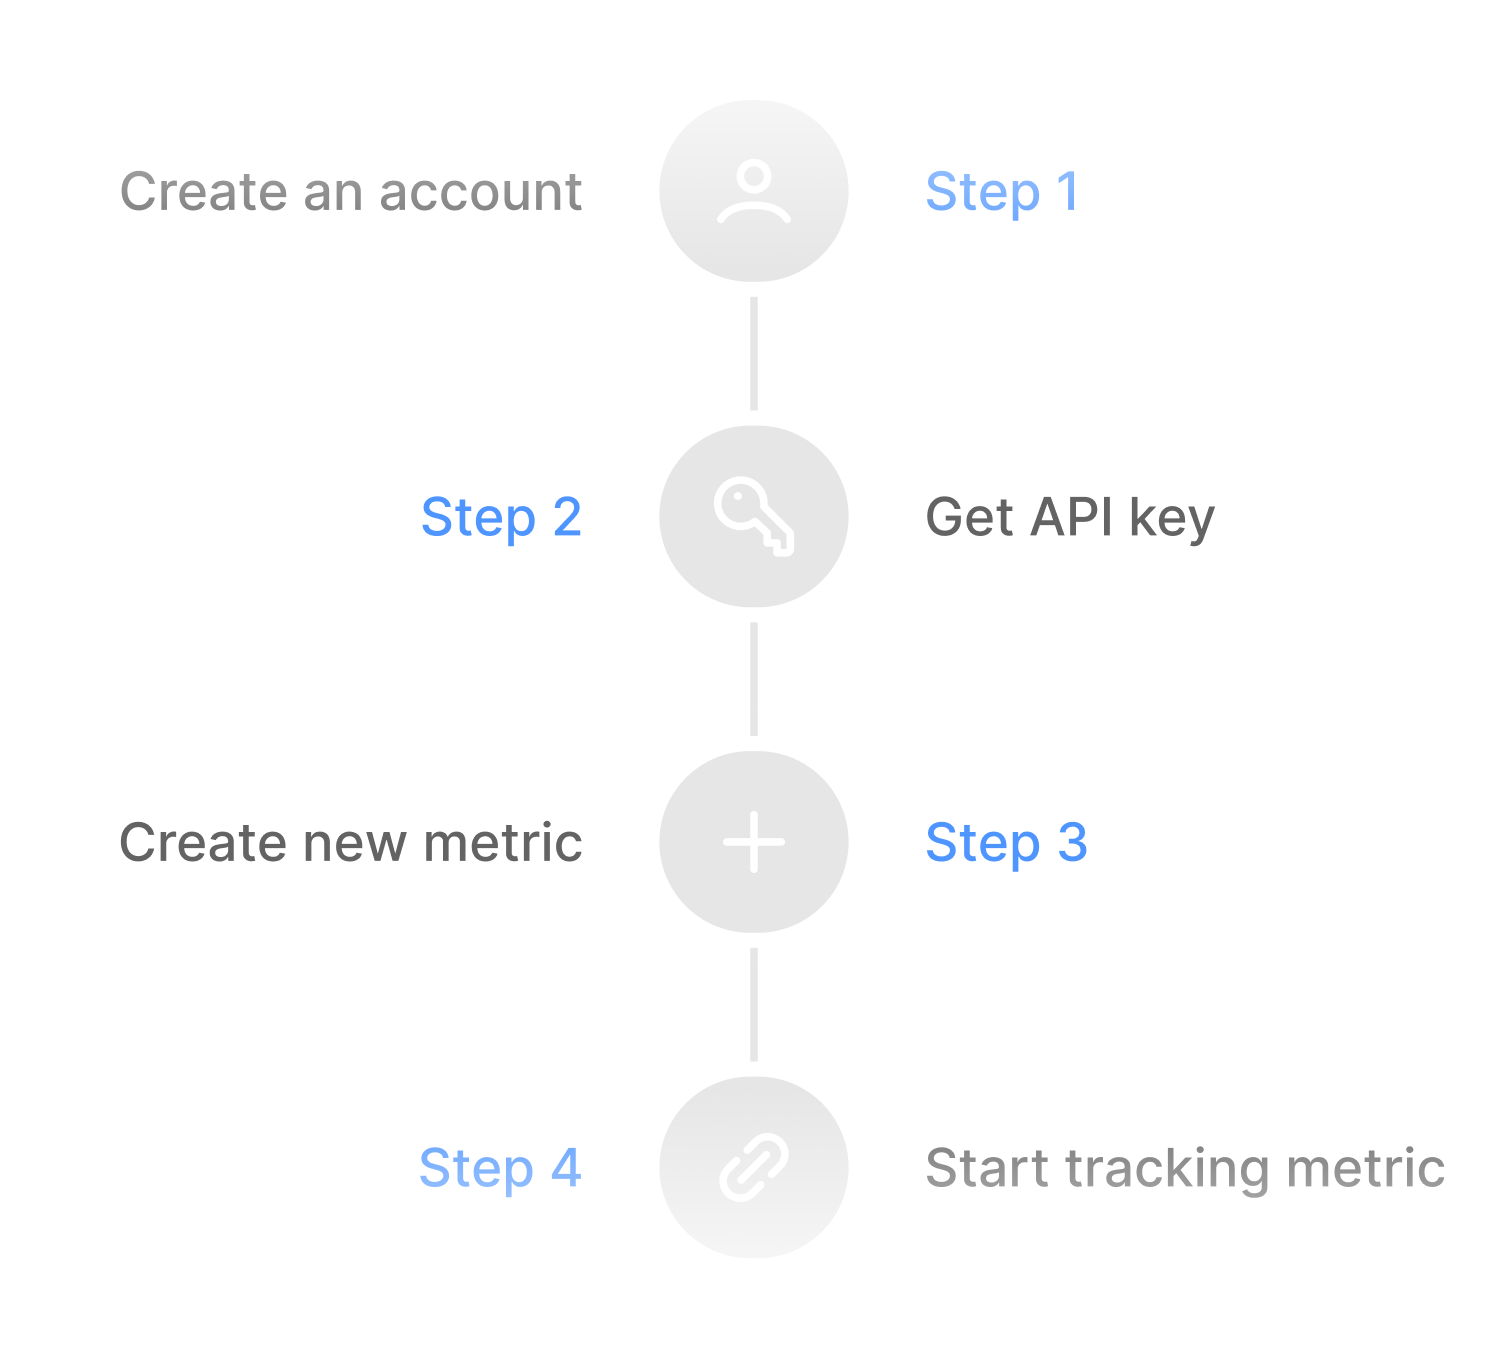 Create an account
Step 1
Step 2
Get API key
Create new metric
Step 3
Step 4
Start tracking metric